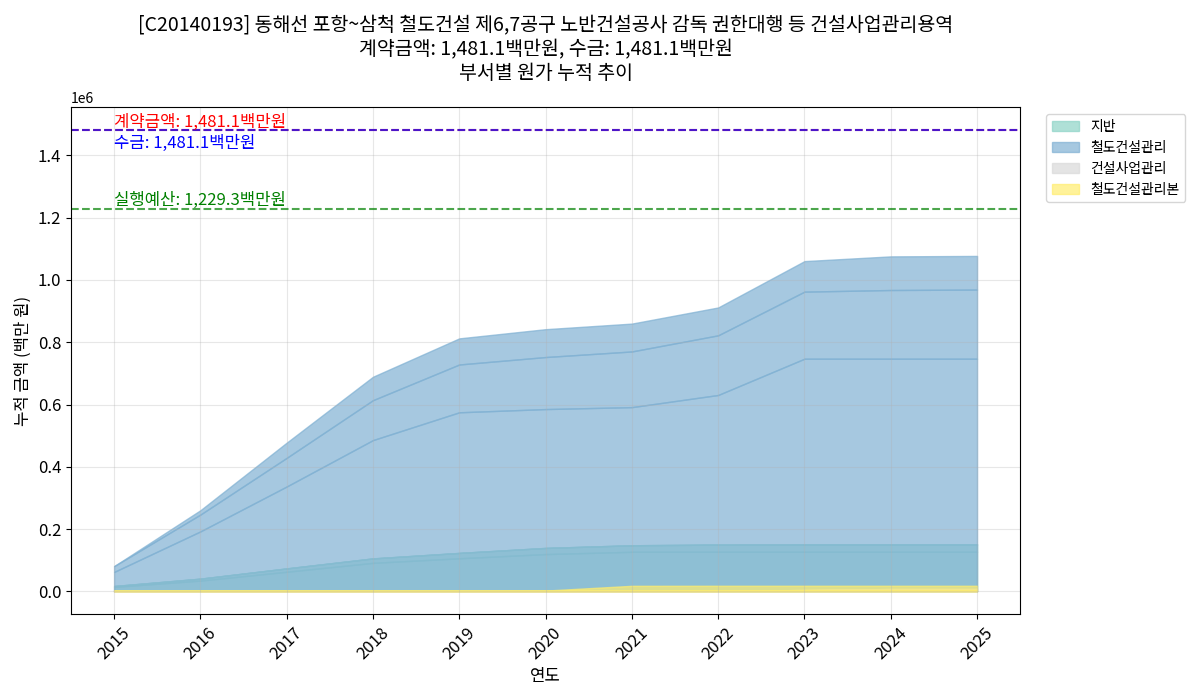 [C20140193] 동해선 포항~삼척 철도건설 제6,7공구 노반건설공사 감독 권한대행 등 건설사업관리용역
계약금액: 1,481.1백만원, 수금: 1,481.1백만원
부서별 원가 누적 추이
1e6
계약금액: 1,481.1백만원
수금: 1,481.1백만원
실행예산: 1,229.3백만원
지반
철도건설관리
건설사업관리
철도건설관리본
1.4
1.2
1.0
0.8
0.6
0.4
0.2
0.0
누적 금액 (백만 원)
2015
2016
2017
2018
2019
2020
2021
2022
2023
2024
2025
연도